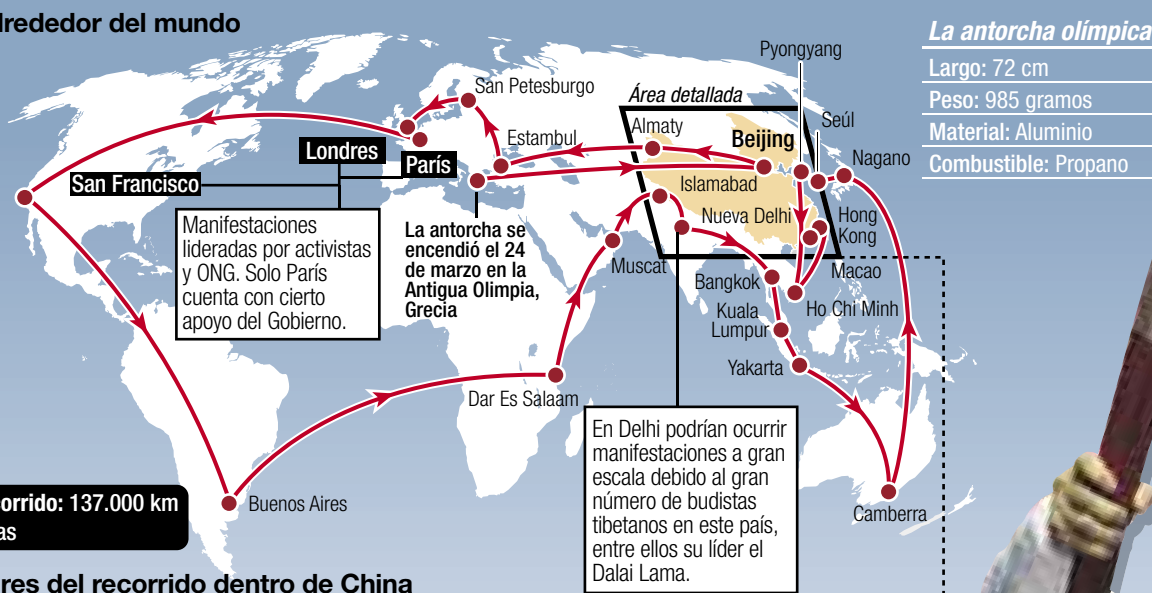 lrededor del mundo
La antorcha olímpica
Largo: 72 cm
Peso: 985 gramos
Material: Aluminio
Combustible: Propano
Pyongyang
San Petesburgo
Área detallada
Seúl
Almaty
Beijing
Estambul
Nagano
Londres
París
San Francisco
Islamabad
Nueva Delhi
Hong
Kong
Manifestaciones
lideradas por activistas
y ONG. Solo París
cuenta con cierto
apoyo del Gobierno.
La antorcha se
encendió el 24
de marzo en la
Antigua Olimpia,
Grecia
Muscat
Macao
Bangkok
Ho Chi Minh
Kuala
Lumpur
Yakarta
Dar Es Salaam
En Delhi podrían ocurrir
manifestaciones a gran
escala debido al gran
número de budistas
tibetanos en este país,
entre ellos su líder el
Dalai Lama.
Buenos Aires
Camberra
corrido: 137.000 km
as
res del recorrido dentro de China